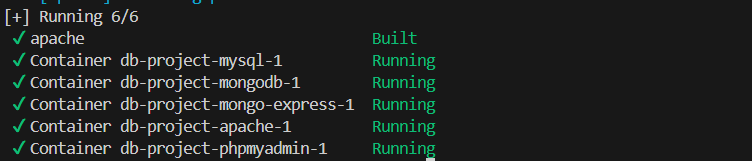 [+] Running 6/6
✔ apache Built
✔ Container db-project-mysql-1 Running
✔ Container db-project-mongodb-1 Running
✔ Container db-project-mongo-express-1 Running
✔ Container db-project-apache-1 Running
✔ Container db-project-phpmyadmin-1 Running